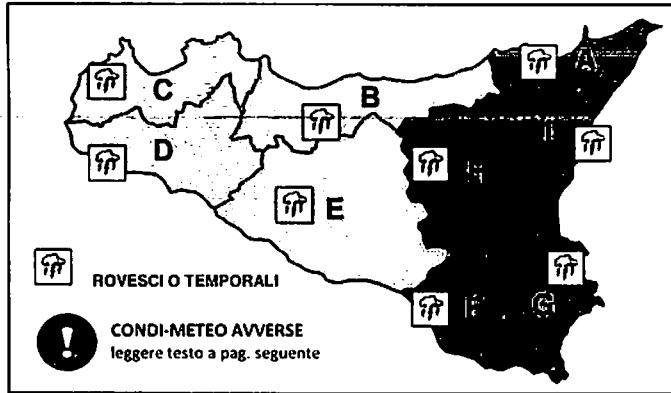 A
C
B
I
D
H
E
ROVESCI O TEMPORALI
F
G
CONDI-METEO AVVERSE
leggere testo a pag. seguente